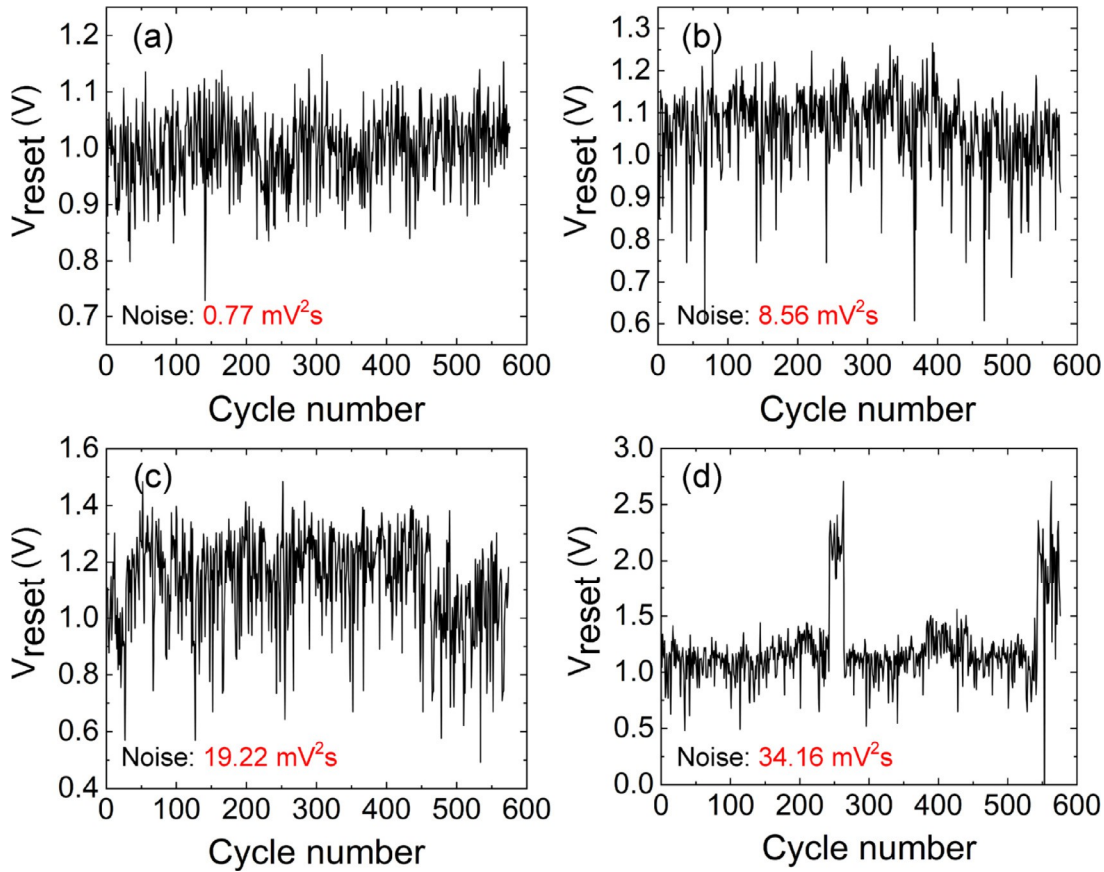 (a)
1.2
1.1
1.0
0.9
0.8
0.7
Vreset (V)
Noise: 0.77 mV²s
0 100 200 300 400 500 600
Cycle number
(b)
1.3
1.2
1.1
1.0
0.9
0.8
0.7
0.6
Vreset (V)
Noise: 8.56 mV²s
0 100 200 300 400 500 600
Cycle number
(c)
1.6
1.4
1.2
1.0
0.8
0.6
0.4
Vreset (V)
Noise: 19.22 mV²s
0 100 200 300 400 500 600
Cycle number
(d)
3.0
2.5
2.0
1.5
1.0
0.5
0.0
Vreset (V)
Noise: 34.16 mV²s
0 100 200 300 400 500 600
Cycle number